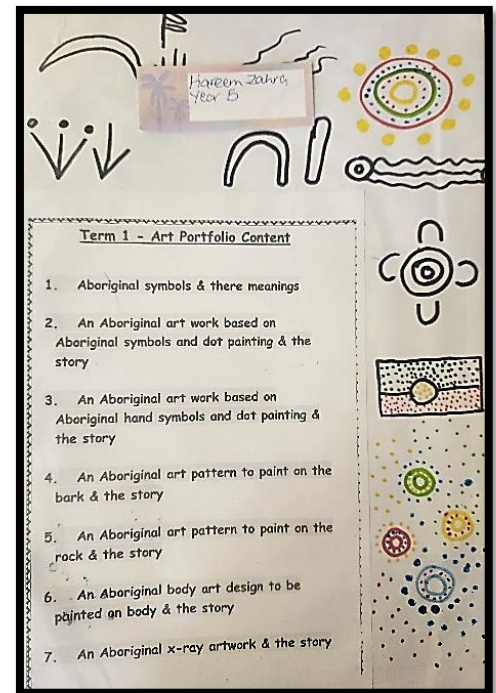 Hareem Zahra
Year 5
Term 1 - Art Portfolio Content
1. Aboriginal symbols & there meanings
2. An Aboriginal art work based on
Aboriginal symbols and dot painting & the
story
3. An Aboriginal art work based on
Aboriginal hand symbols and dot painting &
the story
4. An Aboriginal art pattern to paint on the
bark & the story
5. An Aboriginal art pattern to paint on the
rock & the story
6. An Aboriginal body art design to be
painted on body & the story
7. An Aboriginal x-ray artwork & the story